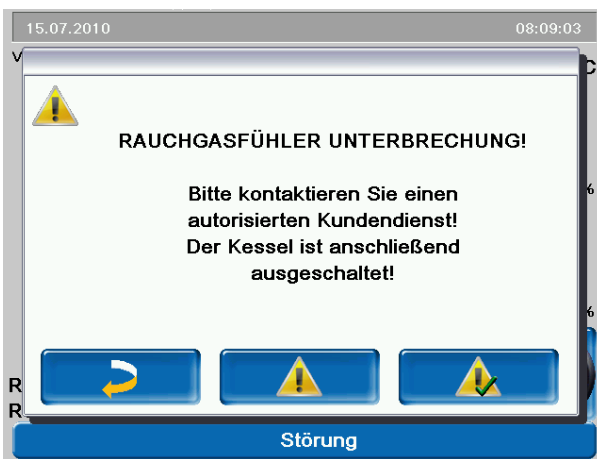 15.07.2010 08:09:03
V C
RAUCHGASFÜHLER UNTERBRECHUNG!
Bitte kontaktieren Sie einen
autorisierten Kundendienst!
Der Kessel ist anschließend
ausgeschaltet!
%
%
R
R
Störung